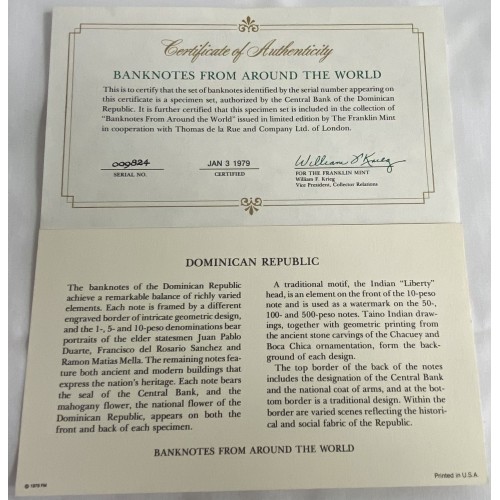 Certificate of Authenticity
BANKNOTES FROM AROUND THE WORLD
This is to certify that the set of banknotes identified by the serial number appearing on
this certificate is a specimen set, authorized by the Central Bank of the Dominican
Republic. It is further certified that this specimen set is included in the collection of
"Banknotes From Around the World" issued in limited edition by The Franklin Mint
in cooperation with Thomas de la Rue and Company Ltd. of London.
009824
SERIAL NO.
JAN 3 1979
CERTIFIED
William F. Krieg
FOR THE FRANKLIN MINT
William F. Krieg
Vice President, Collector Relations
DOMINICAN REPUBLIC
The banknotes of the Dominican Republic
achieve a remarkable balance of richly varied
elements. Each note is framed by a different
engraved border of intricate geometric design,
and the 1-, 5- and 10-peso denominations bear
portraits of the elder statesmen Juan Pablo
Duarte, Francisco del Rosario Sanchez and
Ramon Matias Mella. The remaining notes fea-
ture both ancient and modern buildings that
express the nation's heritage. Each note bears
the seal of the Central Bank, and the
mahogany flower, the national flower of the
Dominican Republic, appears on both the
front and back of each specimen.
A traditional motif, the Indian "Liberty"
head, is an element on the front of the 10-peso
note and is used as a watermark on the 50-,
100- and 500-peso notes. Taino Indian draw-
ings, together with geometric printing from
the ancient stone carvings of the Chacuey and
Boca Chica ornamentation, form the back-
ground of each design.
The top border of the back of the notes
includes the designation of the Central Bank
and the national coat of arms, and at the bot-
tom border is a traditional design. Within the
border are varied scenes reflecting the histori-
cal and social fabric of the Republic.
BANKNOTES FROM AROUND THE WORLD
© 1978 FM
Printed in U.S.A.